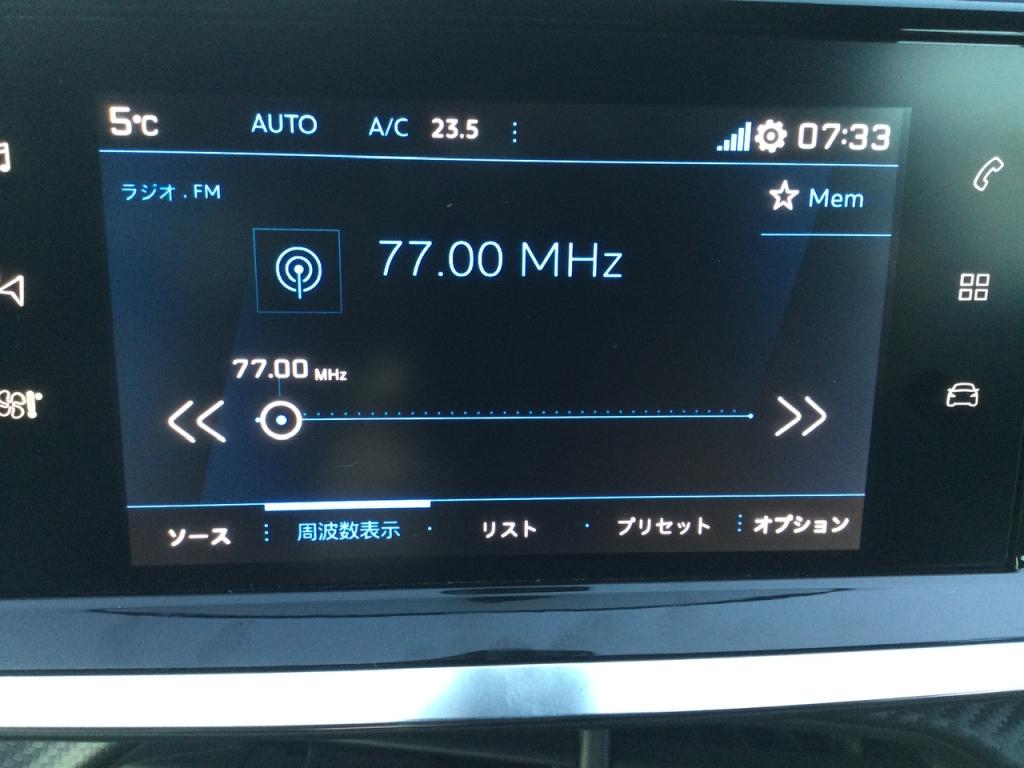 5°C AUTO A/C 23.5 07:33
ラジオ . FM
Mem
77.00 MHz
77.00 MHz
ソース 周波数表示 リスト プリセット オプション